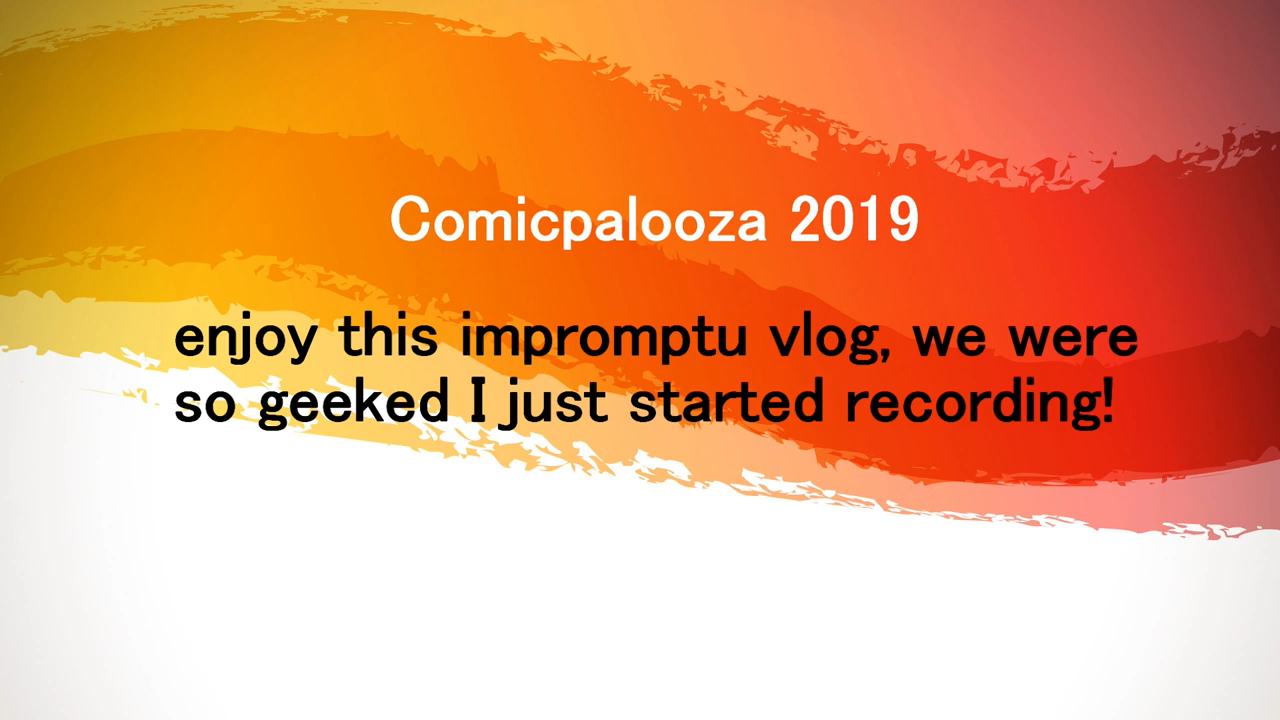 Comicpalooza 2019
enjoy this impromptu vlog, we were
so geeked I just started recording!